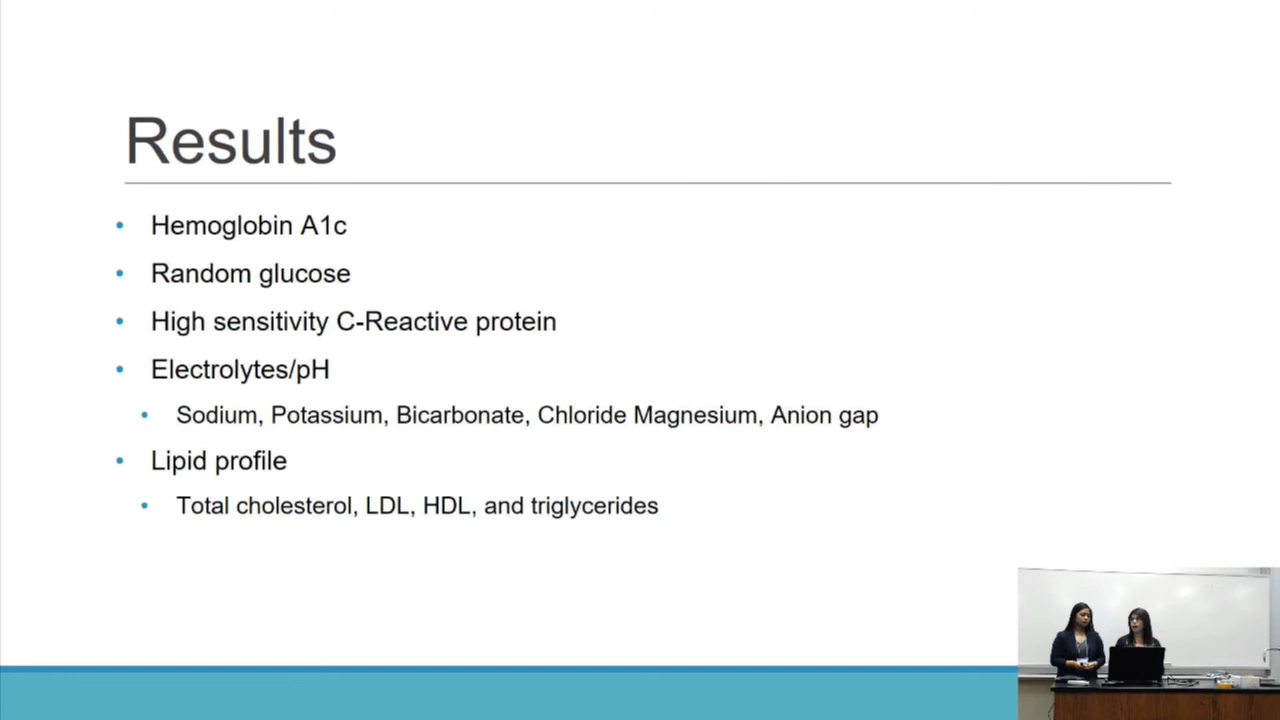 Results
• Hemoglobin A1c
• Random glucose
• High sensitivity C-Reactive protein
• Electrolytes/pH
• Sodium, Potassium, Bicarbonate, Chloride Magnesium, Anion gap
• Lipid profile
• Total cholesterol, LDL, HDL, and triglycerides